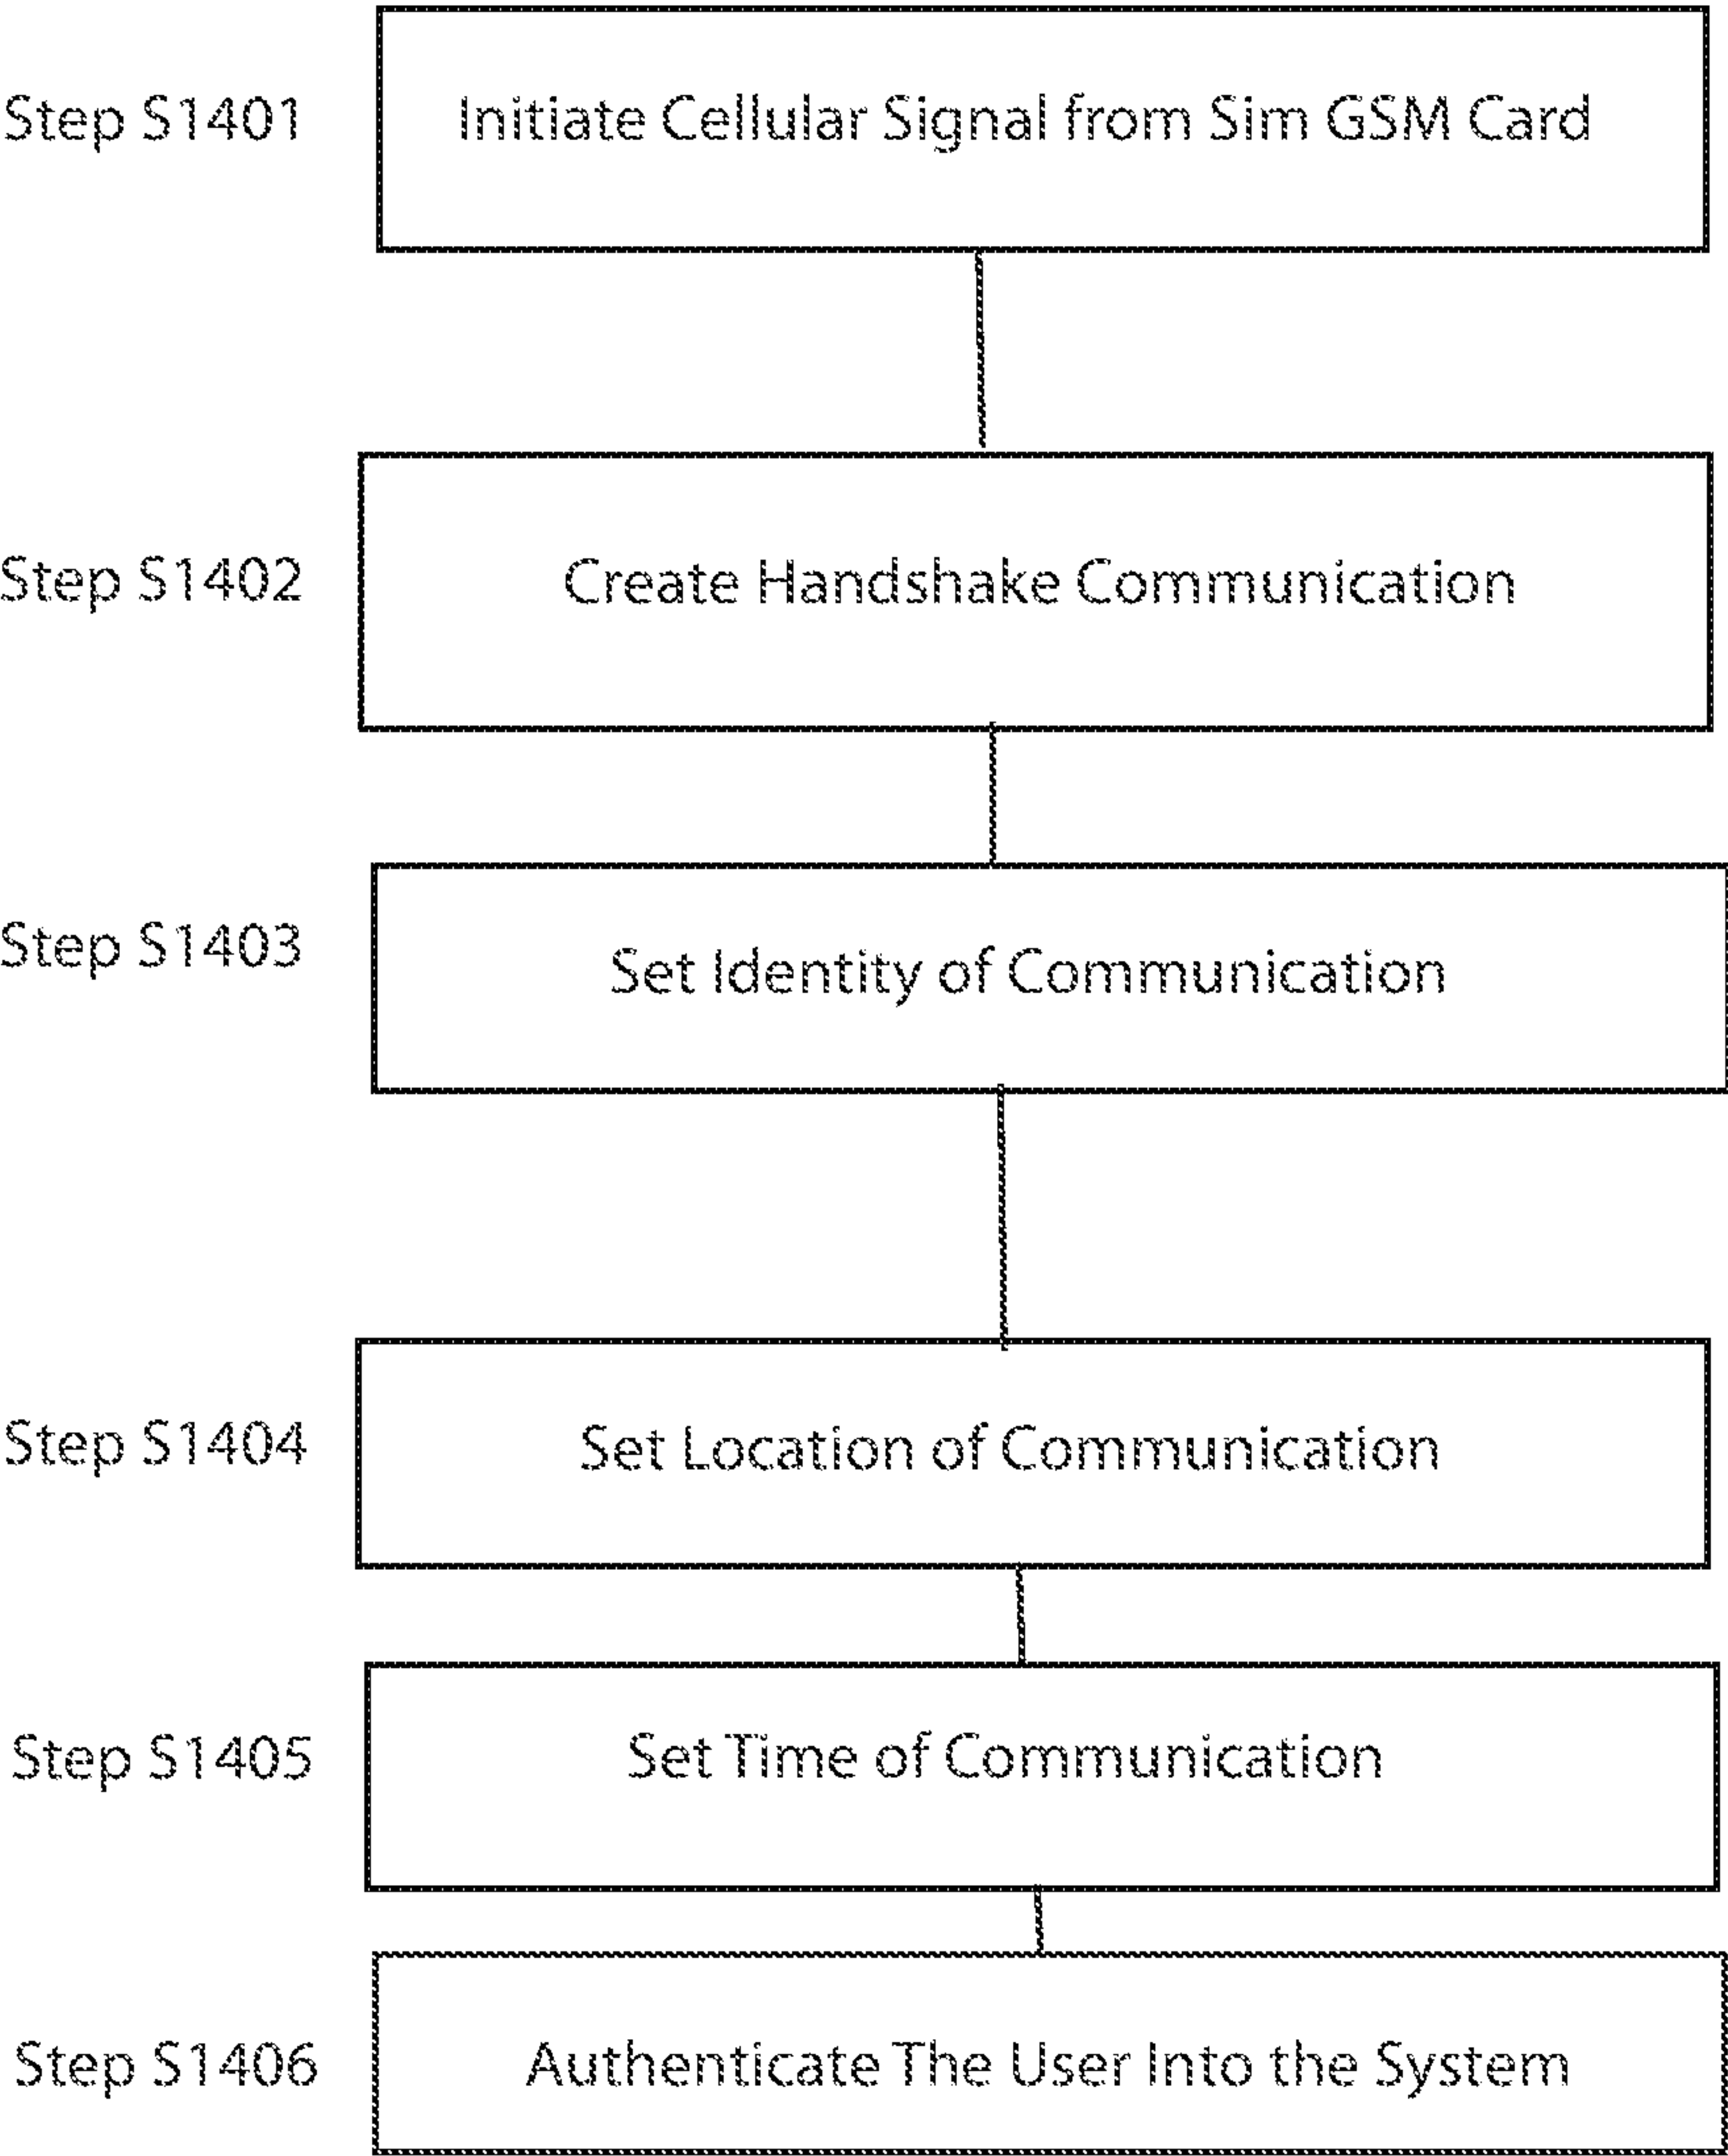 Step S1401
Initiate Cellular Signal from Sim GSM Card
Step S1402
Create Handshake Communication
Step S1403
Set Identity of Communication
Step S1404
Set Location of Communication
Step S1405
Set Time of Communication
Step S1406
Authenticate The User Into the System